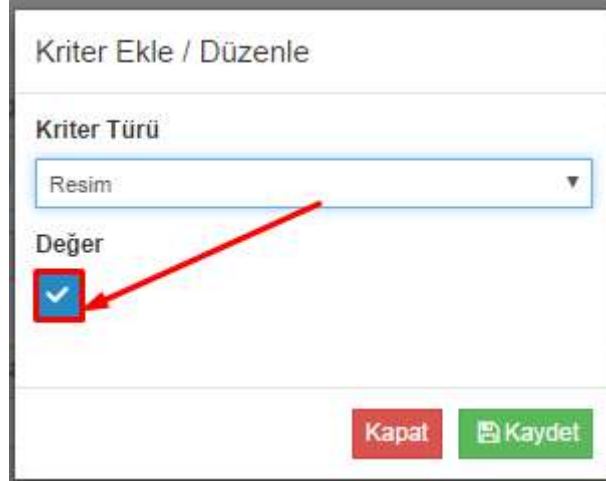 Kriter Ekle / Düzenle
Kriter Türü
Resim
Değer
Kapat
Kaydet